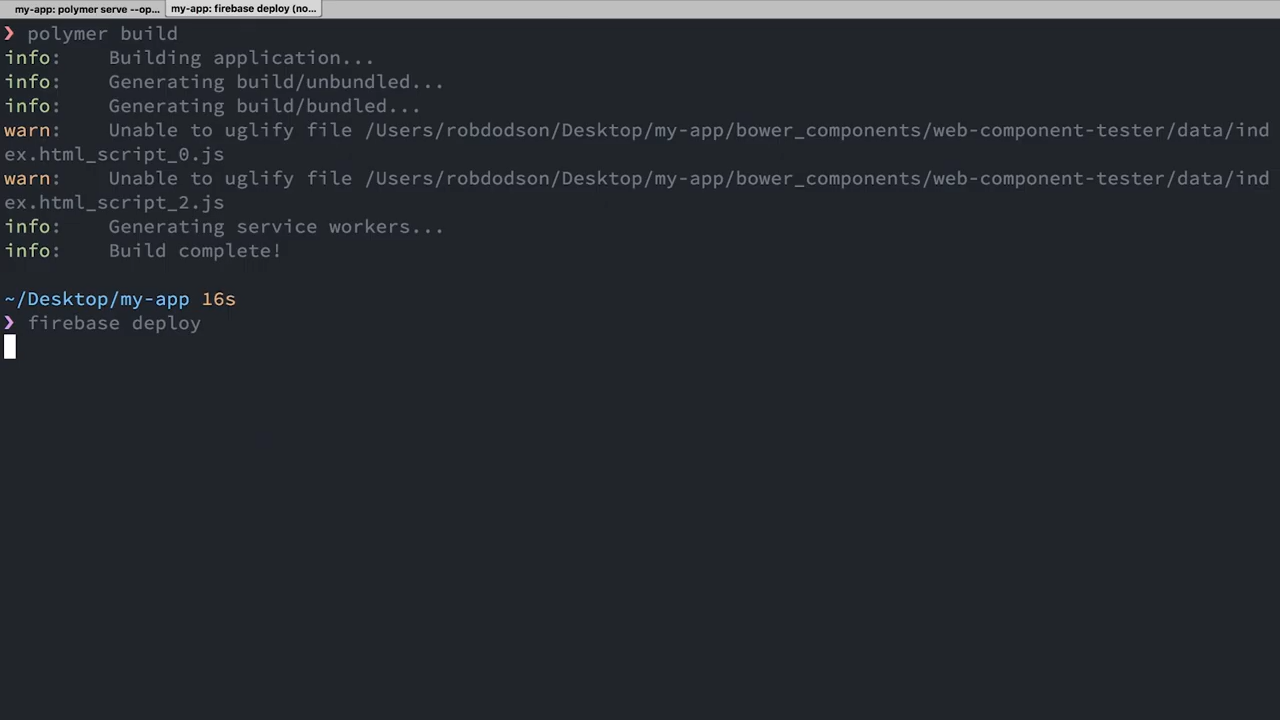 my-app: polymer serve --op... my-app: firebase deploy (no...
❯ polymer build
info: Building application...
info: Generating build/unbundled...
info: Generating build/bundled...
warn: Unable to uglify file /Users/robdodson/Desktop/my-app/bower_components/web-component-tester/data/ind
ex.html_script_0.js
warn: Unable to uglify file /Users/robdodson/Desktop/my-app/bower_components/web-component-tester/data/ind
ex.html_script_2.js
info: Generating service workers...
info: Build complete!
~/Desktop/my-app 16s
❯ firebase deploy